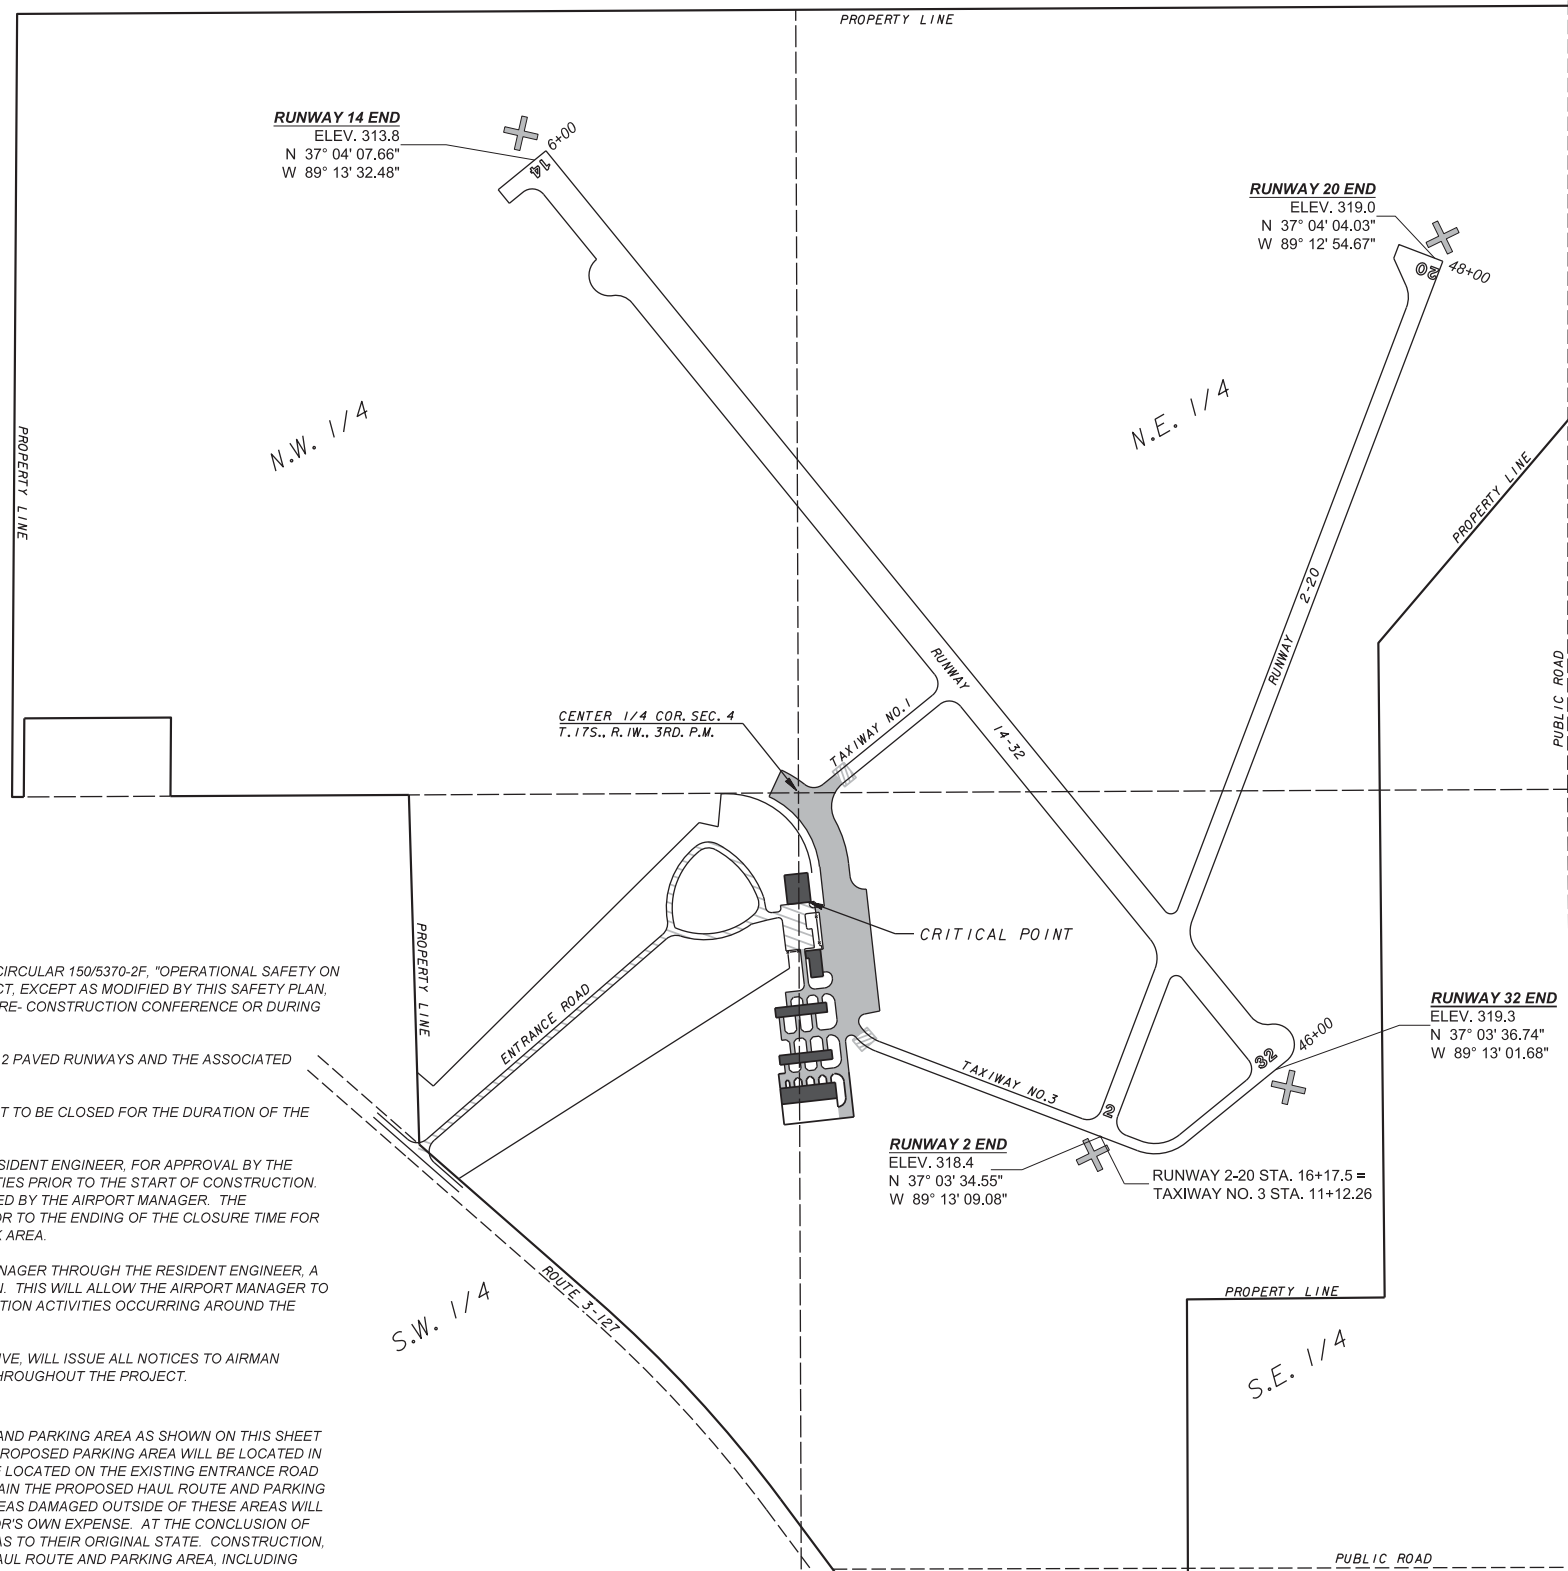 PROPERTY LINE
RUNWAY 14 END
ELEV. 313.8
N 37° 04' 07.66"
W 89° 13' 32.48"
6+00
14
RUNWAY 20 END
ELEV. 319.0
N 37° 04' 04.03"
W 89° 12' 54.67"
20
48+00
N.W. 1/4
N.E. 1/4
PROPERTY LINE
PROPERTY LINE
RUNWAY 2-20
PUBLIC ROAD
RUNWAY 14-32
CENTER 1/4 COR. SEC. 4
T.17S., R.1W., 3RD. P.M.
TAXIWAY NO.1
CRITICAL POINT
PROPERTY LINE
ENTRANCE ROAD
CIRCULAR 150/5370-2F, "OPERATIONAL SAFETY ON
CT, EXCEPT AS MODIFIED BY THIS SAFETY PLAN,
RE- CONSTRUCTION CONFERENCE OR DURING
2 PAVED RUNWAYS AND THE ASSOCIATED
T TO BE CLOSED FOR THE DURATION OF THE
SIDENT ENGINEER, FOR APPROVAL BY THE
TIES PRIOR TO THE START OF CONSTRUCTION.
ED BY THE AIRPORT MANAGER. THE
OR TO THE ENDING OF THE CLOSURE TIME FOR
K AREA.
NAGER THROUGH THE RESIDENT ENGINEER, A
N. THIS WILL ALLOW THE AIRPORT MANAGER TO
TION ACTIVITIES OCCURRING AROUND THE
IVE, WILL ISSUE ALL NOTICES TO AIRMAN
HROUGHOUT THE PROJECT.
AND PARKING AREA AS SHOWN ON THIS SHEET
ROPOSED PARKING AREA WILL BE LOCATED IN
E LOCATED ON THE EXISTING ENTRANCE ROAD
AIN THE PROPOSED HAUL ROUTE AND PARKING
EAS DAMAGED OUTSIDE OF THESE AREAS WILL
OR'S OWN EXPENSE. AT THE CONCLUSION OF
AS TO THEIR ORIGINAL STATE. CONSTRUCTION,
AUL ROUTE AND PARKING AREA, INCLUDING
RUNWAY 32 END
ELEV. 319.3
N 37° 03' 36.74"
W 89° 13' 01.68"
46+00
32
TAXIWAY NO.3
2
RUNWAY 2 END
ELEV. 318.4
N 37° 03' 34.55"
W 89° 13' 09.08"
RUNWAY 2-20 STA. 16+17.5 =
TAXIWAY NO. 3 STA. 11+12.26
ROUTE 3-127
S.W. 1/4
PROPERTY LINE
S.E. 1/4
PUBLIC ROAD